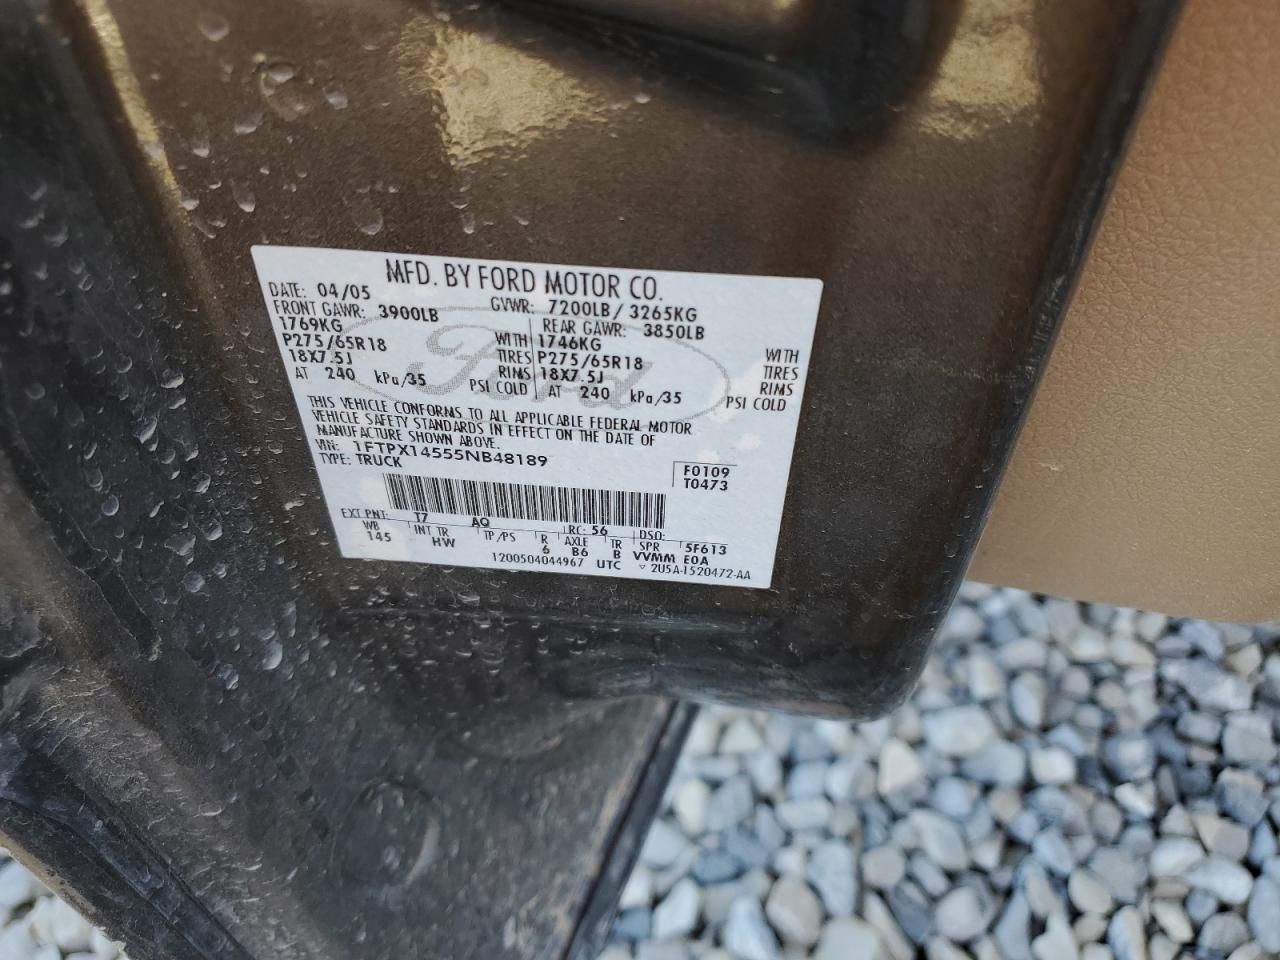 MFD. BY FORD MOTOR CO.
DATE: 04/05 GVWR: 7200LB/ 3265KG
FRONT GAWR: 3900LB REAR GAWR: 3850LB
1769KG WITH 1746KG WITH
P275/65R18 TIRES P275/65R18 TIRES
18X7.5J RIMS 18X7.5J RIMS
AT 240 kPa/35 PSI COLD AT 240 kPa/35 PSI COLD
Ford
THIS VEHICLE CONFORMS TO ALL APPLICABLE FEDERAL MOTOR
VEHICLE SAFETY STANDARDS IN EFFECT ON THE DATE OF
MANUFACTURE SHOWN ABOVE.
VIN: 1FTPX14555NB48189 F0109
TYPE: TRUCK T0473
EXT PNT: T7 AQ RC: 56 DSO:
WB INT TR TP/PS R AXLE TR SPR 5F613
145 HW 6 B6 B VVMM E0A
1200504044967 UTC ▽ 2U5A-1520472-AA